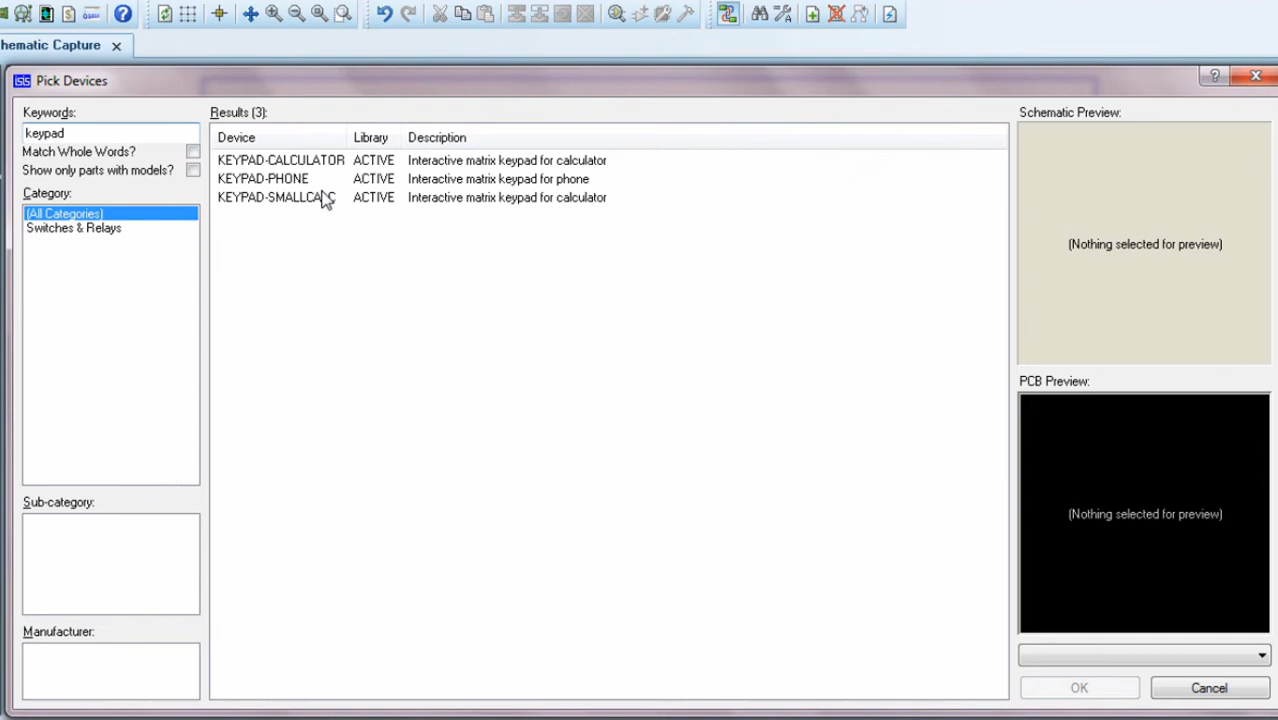 hematic Capture
ISIS Pick Devices
Keywords:
keypad
Match Whole Words?
Show only parts with models?
Category:
(All Categories)
Switches & Relays
Sub-category:
Manufacturer:
Results (3):
Device Library Description
KEYPAD-CALCULATOR ACTIVE Interactive matrix keypad for calculator
KEYPAD-PHONE ACTIVE Interactive matrix keypad for phone
KEYPAD-SMALLCALC ACTIVE Interactive matrix keypad for calculator
Schematic Preview:
(Nothing selected for preview)
PCB Preview:
(Nothing selected for preview)
OK
Cancel